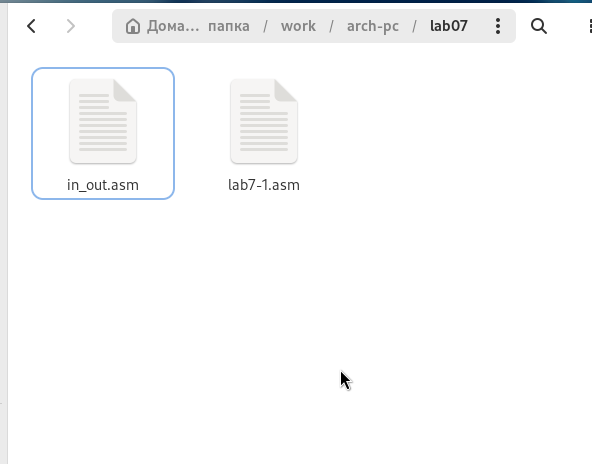 Дома... папка / work / arch-pc / lab07
in_out.asm lab7-1.asm